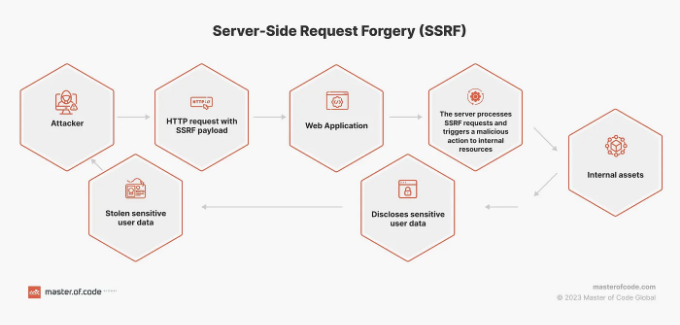 Server-Side Request Forgery (SSRF)
Attacker
HTTP request with
SSRF payload
Web Application
The server processes
SSRF requests and
triggers a malicious
action to internal
resources
Internal assets
Discloses sensitive
user data
Stolen sensitive
user data
master.of.code
masterofcode.com
© 2023 Master of Code Global